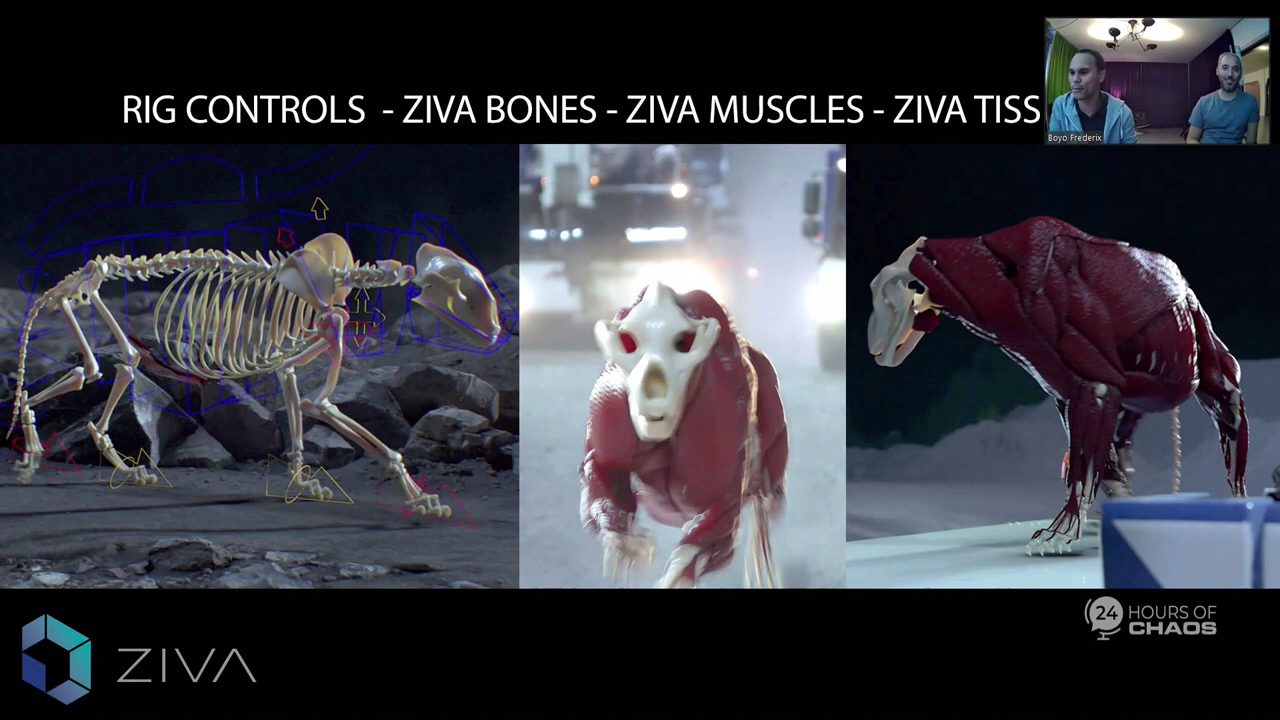 RIG CONTROLS - ZIVA BONES - ZIVA MUSCLES - ZIVA TISS
Boyo Frederix
24 HOURS OF
CHAOS
ZIVA